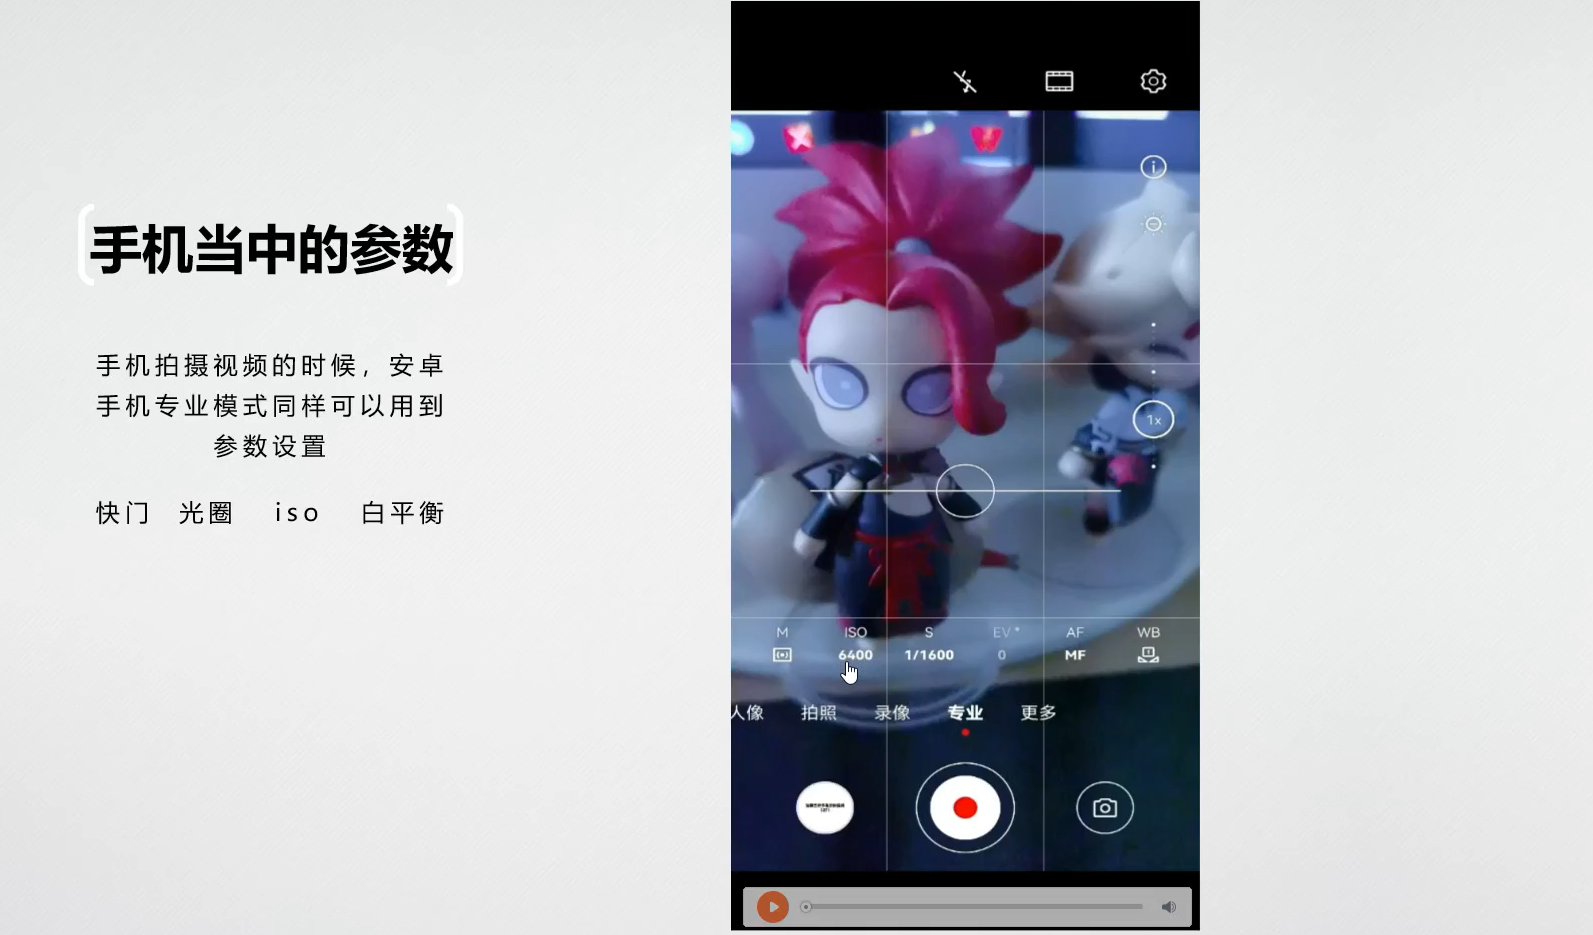 手机当中的参数
手机拍摄视频的时候，安卓
手机专业模式同样可以用到
参数设置
快门 光圈 iso 白平衡
1x
M ISO S EV AF WB
6400 1/1600 0 MF
人像 拍照 录像 专业 更多